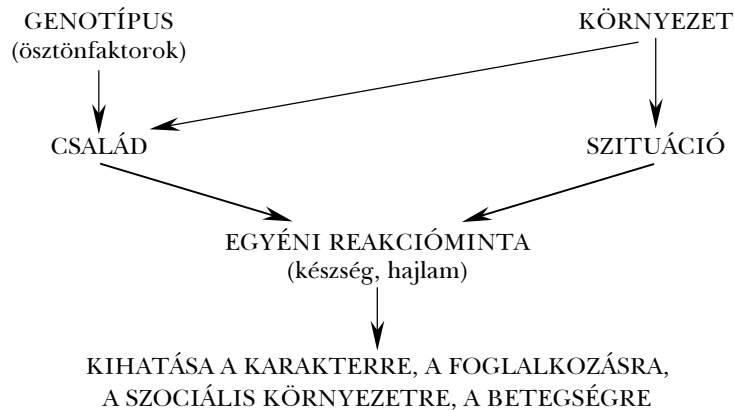 GENOTÍPUS
(ösztönfaktorok)
KÖRNYEZET
CSALÁD
SZITUÁCIÓ
EGYÉNI REAKCIÓMINTA
(készség, hajlam)
KIHATÁSA A KARAKTERRE, A FOGLALKOZÁSRA,
A SZOCIÁLIS KÖRNYEZETRE, A BETEGSÉGRE